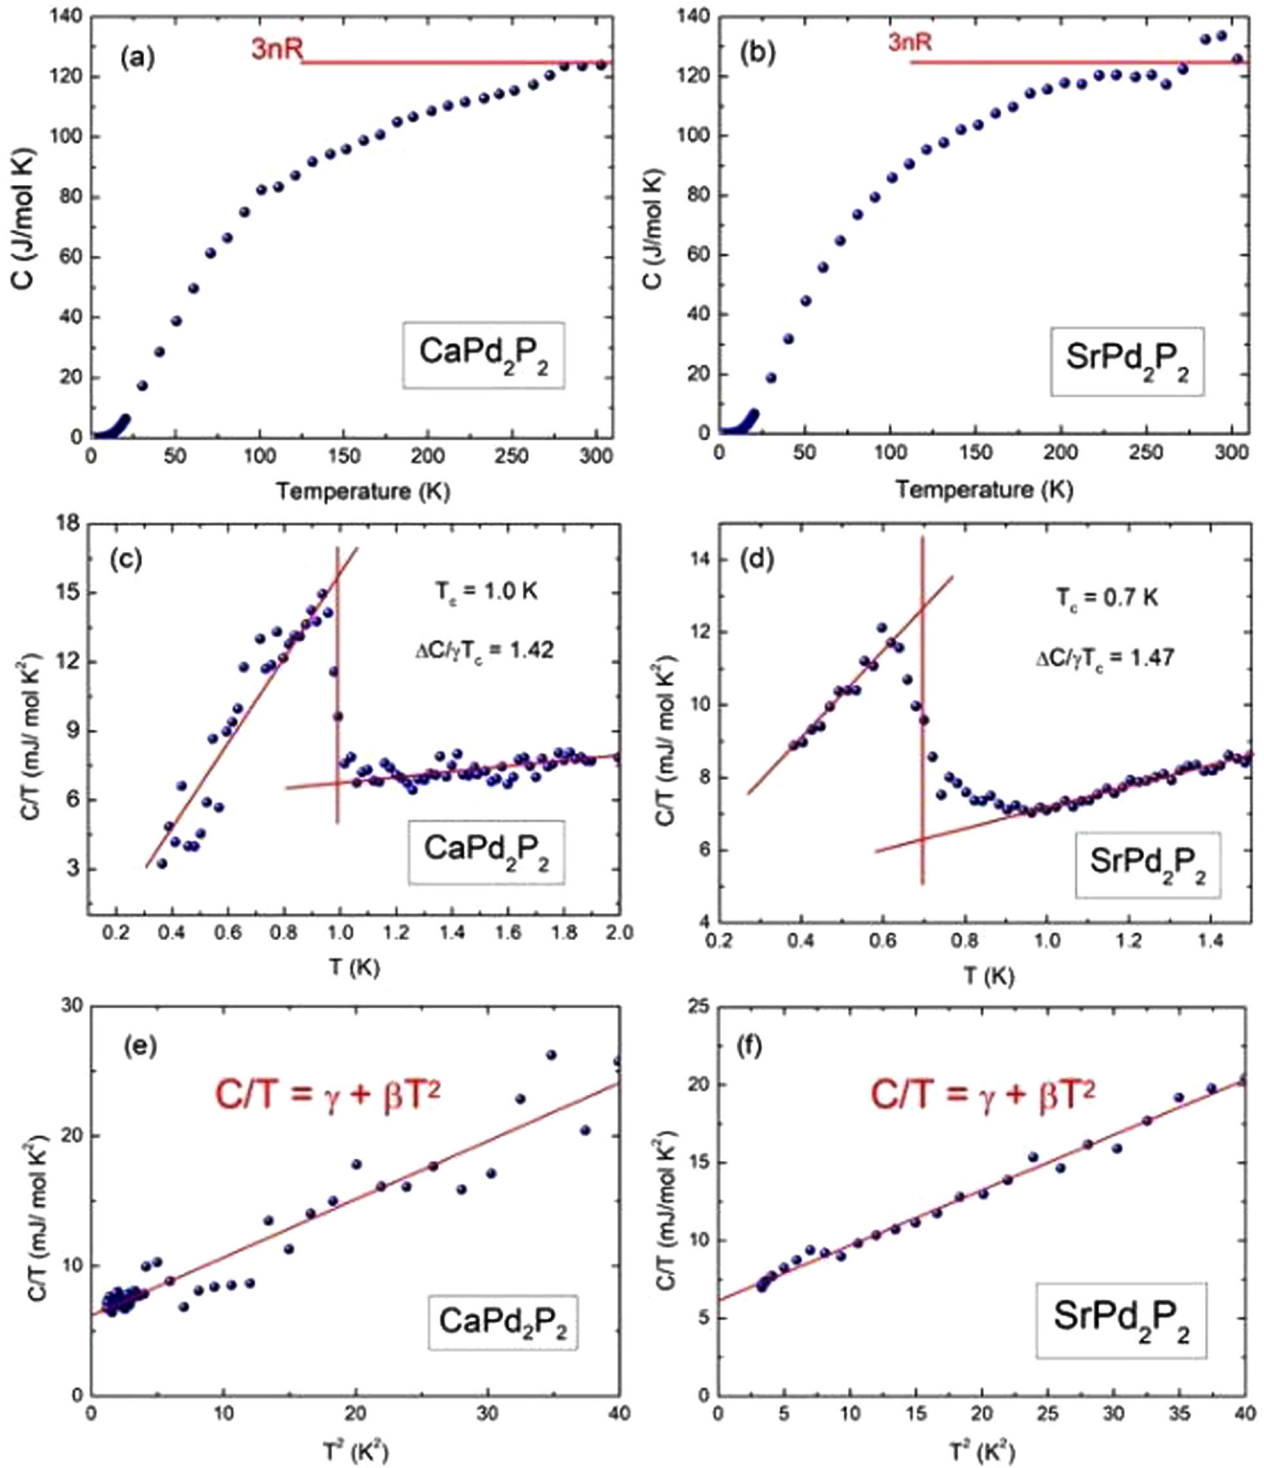 (a)
3nR
CaPd2P2
C (J/mol K)
140
120
100
80
60
40
20
0
0 50 100 150 200 250 300
Temperature (K)
(b)
3nR
SrPd2P2
C (J/mol K)
140
120
100
80
60
40
20
0
0 50 100 150 200 250 300
Temperature (K)
(c)
Tc = 1.0 K
ΔC/γTc = 1.42
CaPd2P2
C/T (mJ/ mol K²)
18
15
12
9
6
3
0.2 0.4 0.6 0.8 1.0 1.2 1.4 1.6 1.8 2.0
T (K)
(d)
Tc = 0.7 K
ΔC/γTc = 1.47
SrPd2P2
C/T (mJ/ mol K²)
14
12
10
8
6
4
0.2 0.4 0.6 0.8 1.0 1.2 1.4
T (K)
(e)
C/T = γ + βT²
CaPd2P2
C/T (mJ/ mol K²)
30
20
10
0
0 10 20 30 40
T² (K²)
(f)
C/T = γ + βT²
SrPd2P2
C/T (mJ/mol K²)
25
20
15
10
5
0
0 5 10 15 20 25 30 35 40
T² (K²)